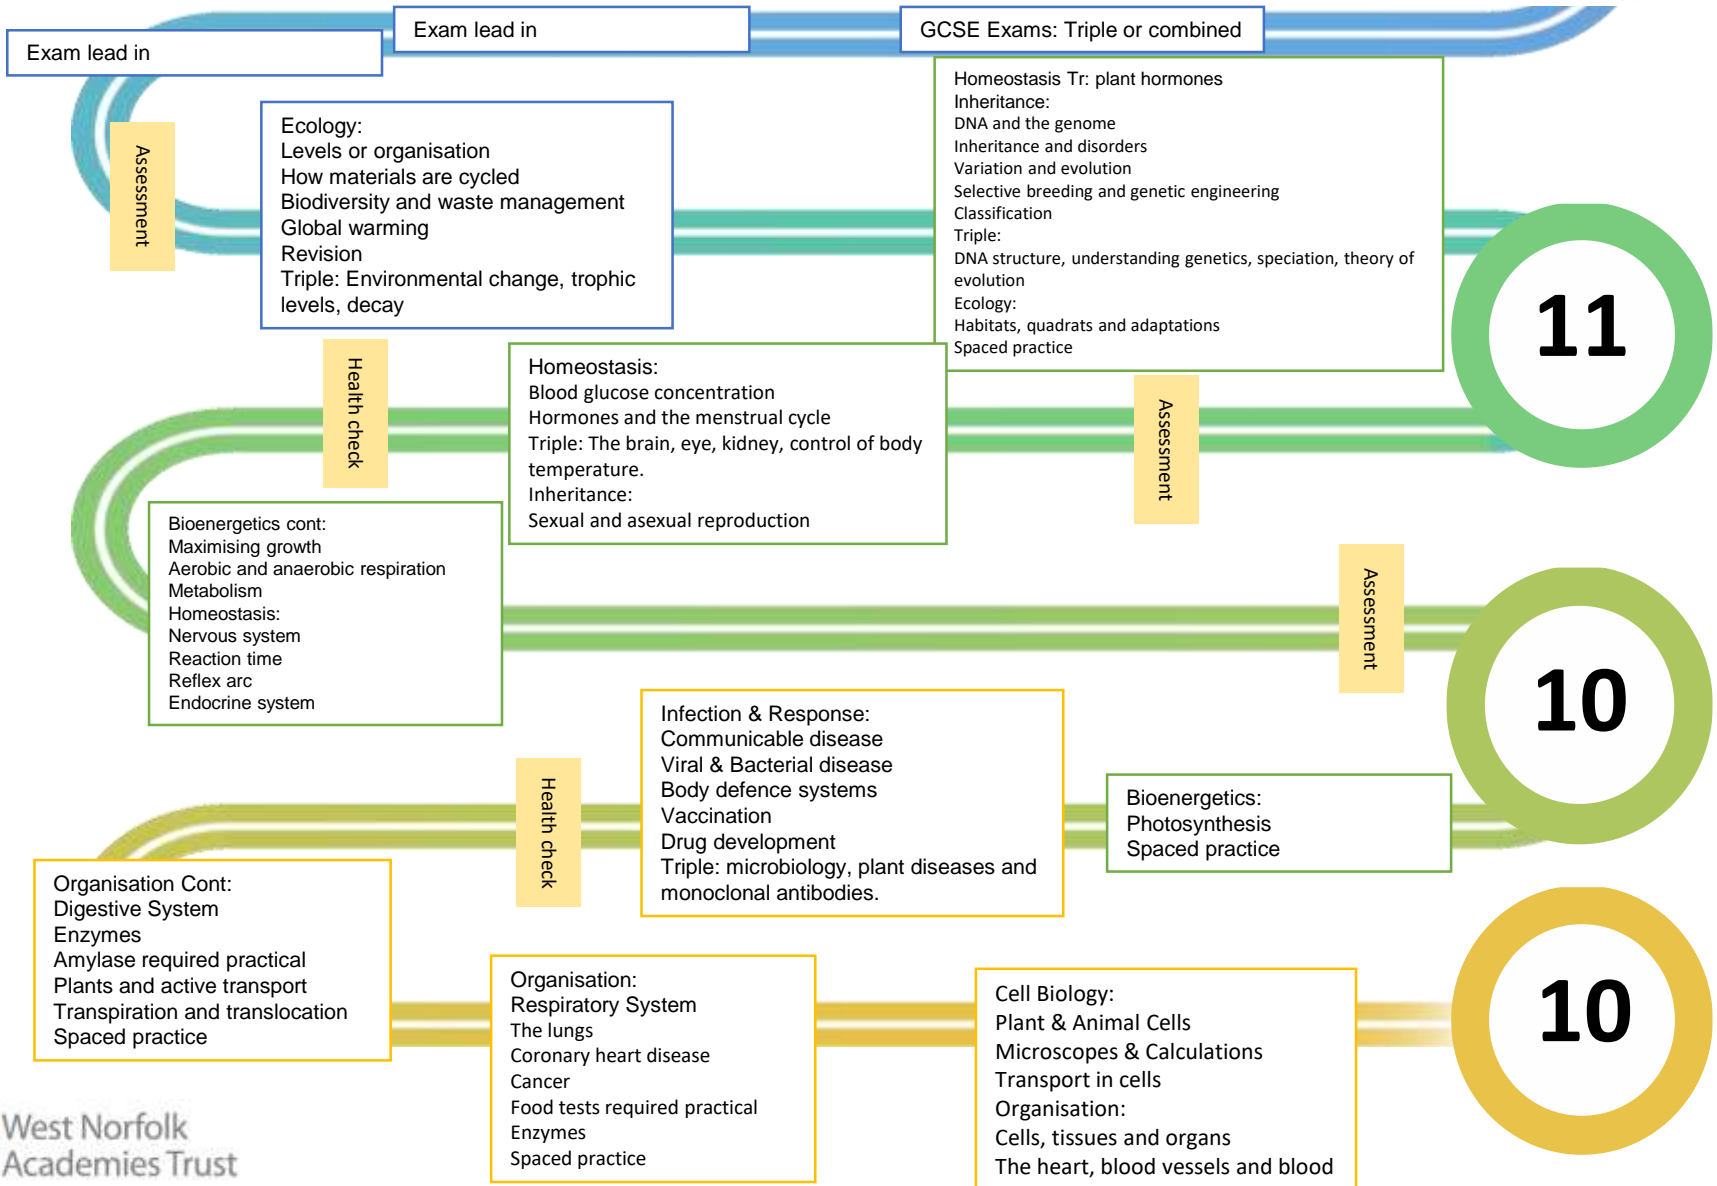 Exam lead in
Exam lead in
GCSE Exams: Triple or combined
Assessment
Ecology:
Levels or organisation
How materials are cycled
Biodiversity and waste management
Global warming
Revision
Triple: Environmental change, trophic
levels, decay
Homeostasis Tr: plant hormones
Inheritance:
DNA and the genome
Inheritance and disorders
Variation and evolution
Selective breeding and genetic engineering
Classification
Triple:
DNA structure, understanding genetics, speciation, theory of
evolution
Ecology:
Habitats, quadrats and adaptations
Spaced practice
11
Health check
Homeostasis:
Blood glucose concentration
Hormones and the menstrual cycle
Triple: The brain, eye, kidney, control of body
temperature.
Inheritance:
Sexual and asexual reproduction
Assessment
Bioenergetics cont:
Maximising growth
Aerobic and anaerobic respiration
Metabolism
Homeostasis:
Nervous system
Reaction time
Reflex arc
Endocrine system
Assessment
10
Health check
Infection & Response:
Communicable disease
Viral & Bacterial disease
Body defence systems
Vaccination
Drug development
Triple: microbiology, plant diseases and
monoclonal antibodies.
Bioenergetics:
Photosynthesis
Spaced practice
Organisation Cont:
Digestive System
Enzymes
Amylase required practical
Plants and active transport
Transpiration and translocation
Spaced practice
Organisation:
Respiratory System
The lungs
Coronary heart disease
Cancer
Food tests required practical
Enzymes
Spaced practice
Cell Biology:
Plant & Animal Cells
Microscopes & Calculations
Transport in cells
Organisation:
Cells, tissues and organs
The heart, blood vessels and blood
10
West Norfolk
Academies Trust